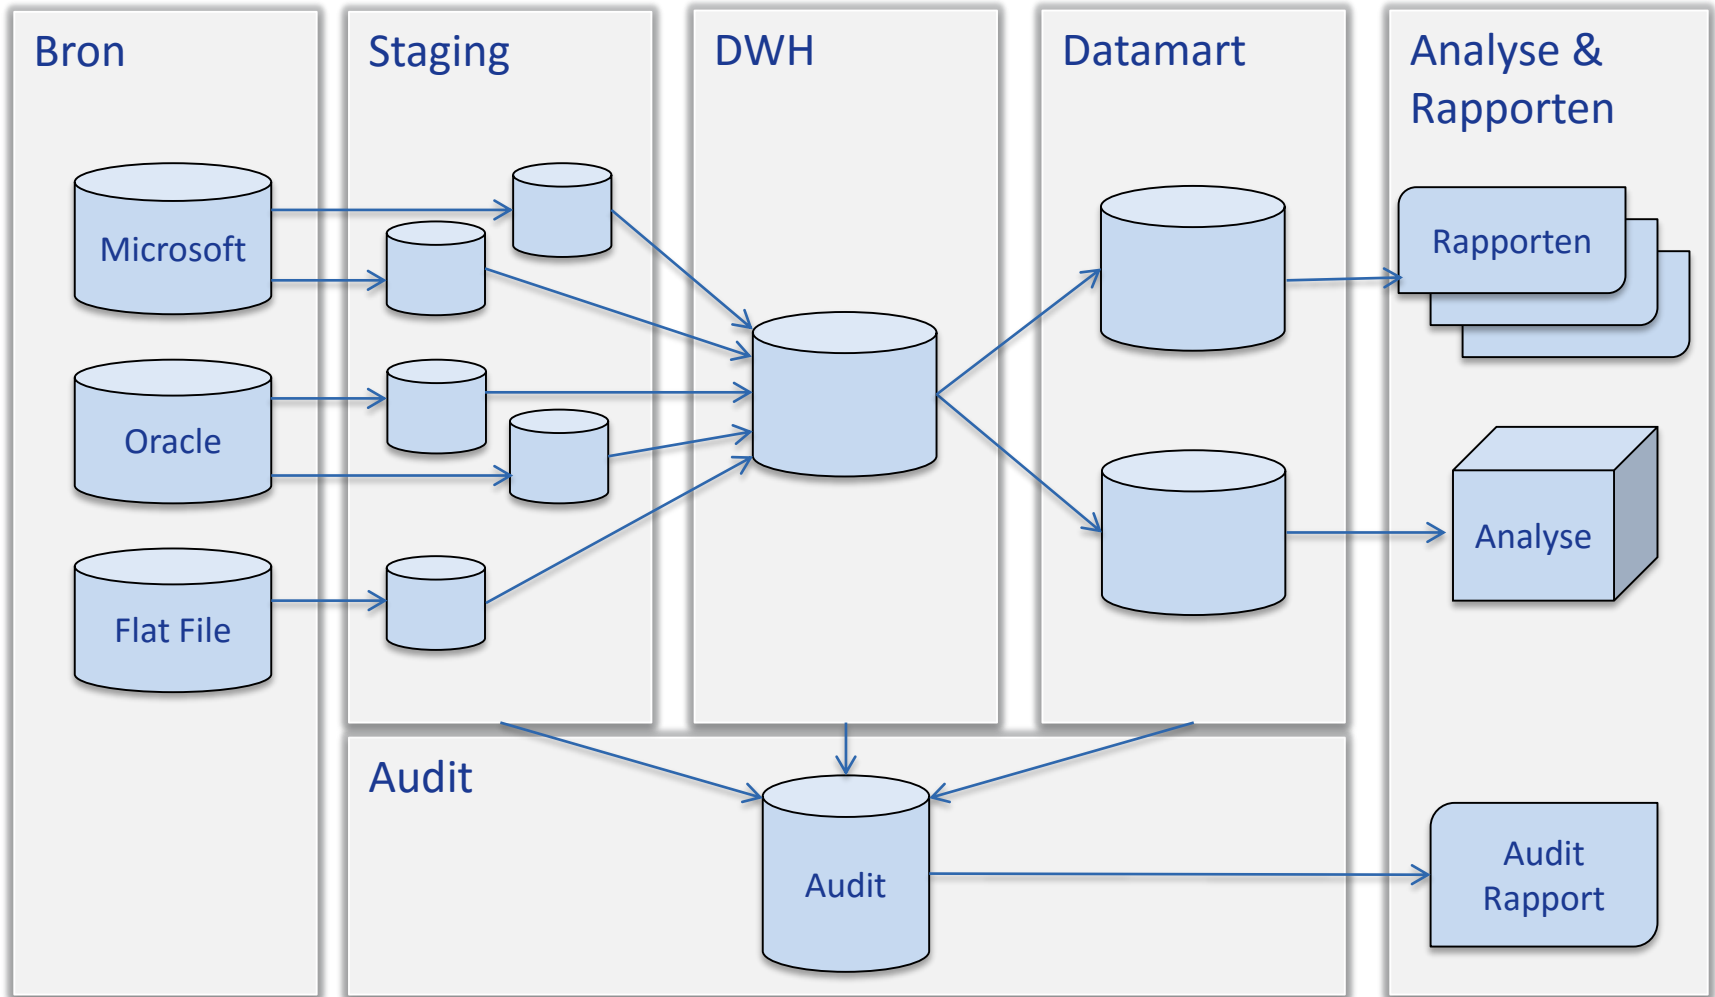 Bron
Staging
DWH
Datamart
Analyse &
Rapporten
Microsoft
Rapporten
Oracle
Analyse
Flat File
Audit
Audit
Audit
Rapport